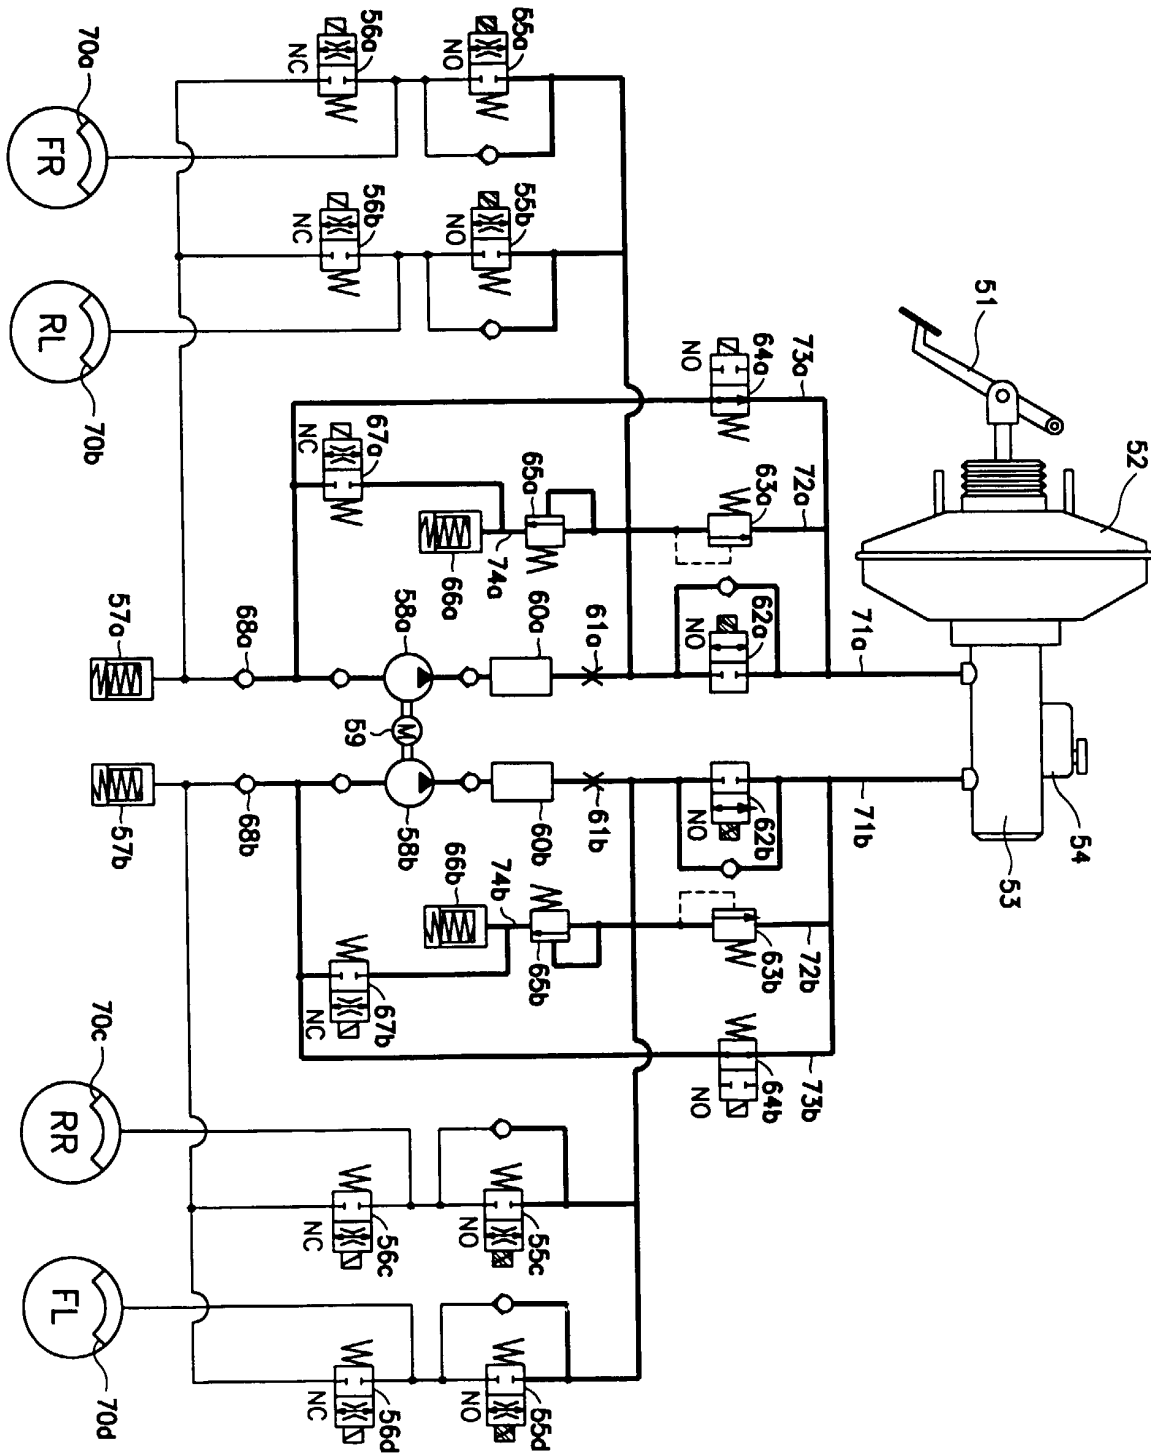 51
52
53
54
71a
71b
73a
72a
72b
73b
64a
NO
63a
62a
NO
62b
NO
63b
64b
NO
55a
NO
55b
NO
65a
61a
61b
65b
55c
NO
55d
NO
74a
60a
60b
74b
66a
58a
58b
66b
59
M
56a
NC
56b
NC
67a
NC
67b
NC
56c
NC
56d
NC
68a
68b
57a
57b
70a
FR
RL
70b
70c
RR
FL
70d